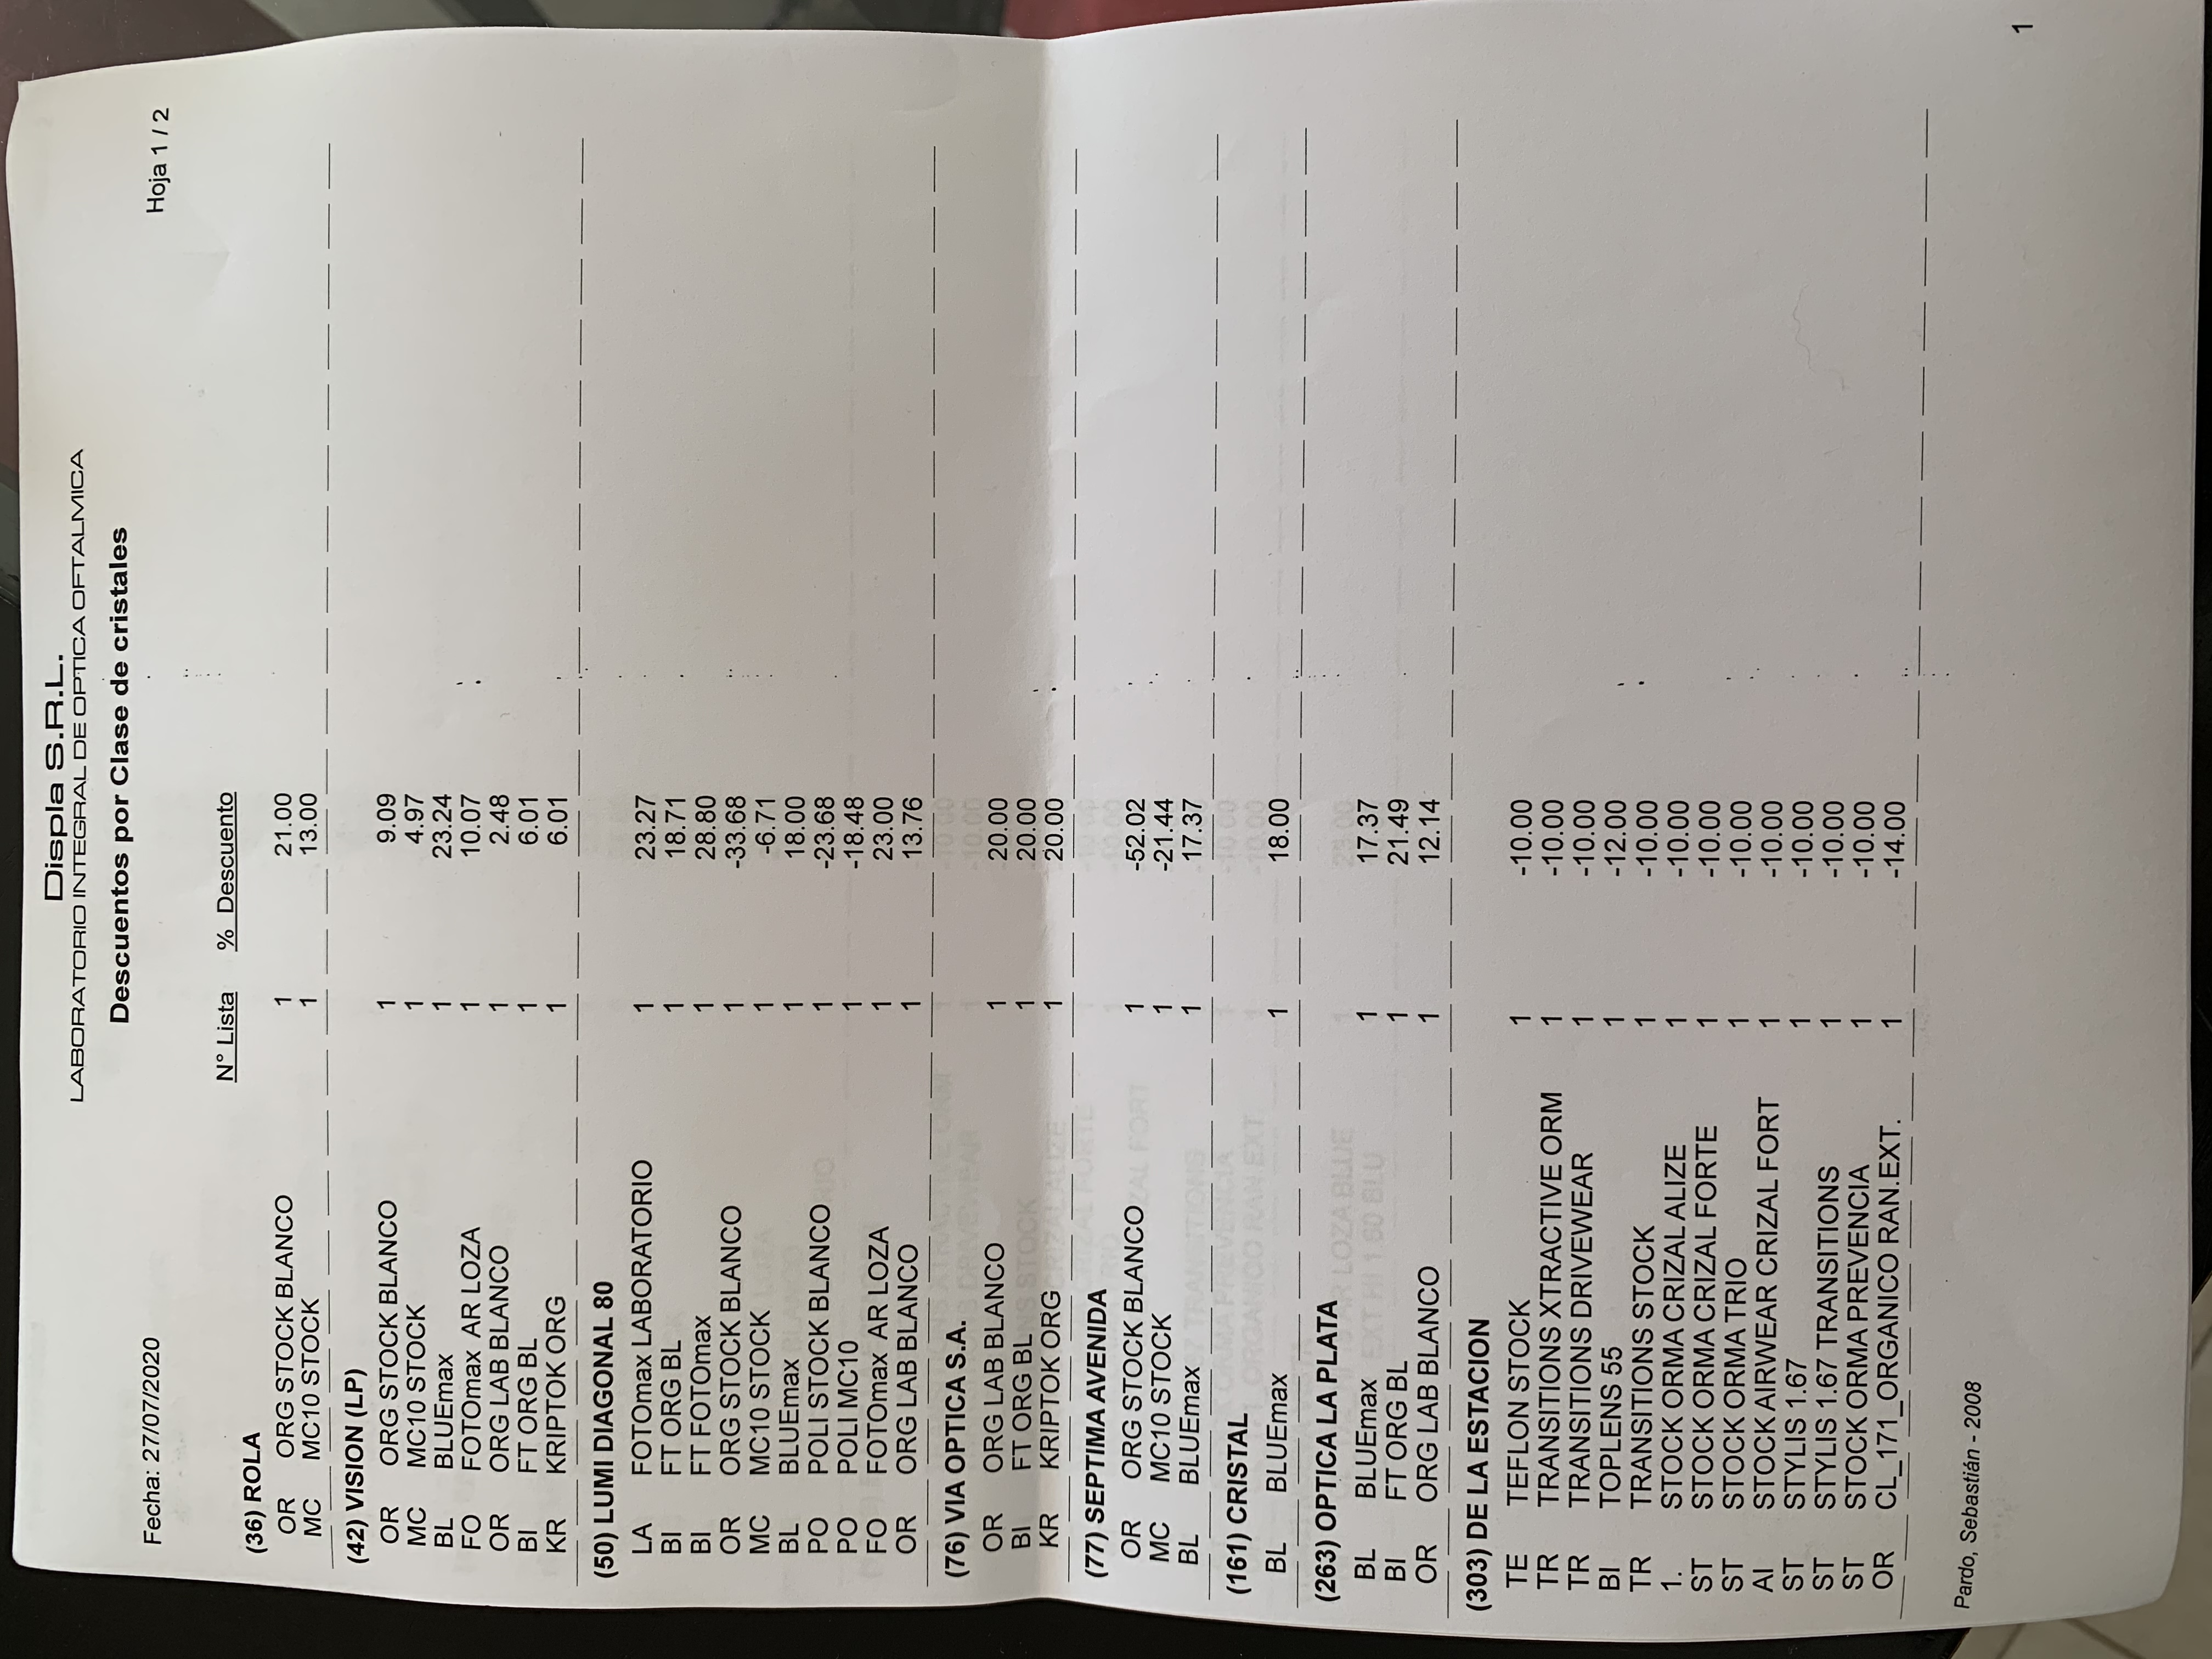 Displa S.R.L.
LABORATORIO INTEGRAL DE OPTICA OFTALMICA
Descuentos por Clase de cristales
Fecha: 27/07/2020 Hoja 1 / 2
N° Lista % Descuento
(36) ROLA
OR ORG STOCK BLANCO 1 21.00
MC MC10 STOCK 1 13.00
(42) VISION (LP)
OR ORG STOCK BLANCO 1 9.09
MC MC10 STOCK 1 4.97
BL BLUEmax 1 23.24
FO FOTOmax AR LOZA 1 10.07
OR ORG LAB BLANCO 1 2.48
BI FT ORG BL 1 6.01
KR KRIPTOK ORG 1 6.01
(50) LUMI DIAGONAL 80
LA FOTOmax LABORATORIO 1 23.27
BI FT ORG BL 1 18.71
BI FT FOTOmax 1 28.80
OR ORG STOCK BLANCO 1 -33.68
MC MC10 STOCK 1 -6.71
BL BLUEmax 1 18.00
PO POLI STOCK BLANCO 1 -23.68
PO POLI MC10 1 -18.48
FO FOTOmax AR LOZA 1 23.00
OR ORG LAB BLANCO 1 13.76
(76) VIA OPTICA S.A.
OR ORG LAB BLANCO 1 20.00
BI FT ORG BL 1 20.00
KR KRIPTOK ORG 1 20.00
(77) SEPTIMA AVENIDA
OR ORG STOCK BLANCO 1 -52.02
MC MC10 STOCK 1 -21.44
BL BLUEmax 1 17.37
(161) CRISTAL
BL BLUEmax 1 18.00
(263) OPTICA LA PLATA
BL BLUEmax 1 17.37
BI FT ORG BL 1 21.49
OR ORG LAB BLANCO 1 12.14
(303) DE LA ESTACION
TE TEFLON STOCK 1 -10.00
TR TRANSITIONS XTRACTIVE ORM 1 -10.00
TR TRANSITIONS DRIVEWEAR 1 -10.00
BI TOPLENS 55 1 -12.00
TR TRANSITIONS STOCK 1 -10.00
1. STOCK ORMA CRIZAL ALIZE 1 -10.00
ST STOCK ORMA CRIZAL FORTE 1 -10.00
ST STOCK ORMA TRIO 1 -10.00
AI STOCK AIRWEAR CRIZAL FORT 1 -10.00
ST STYLIS 1.67 1 -10.00
ST STYLIS 1.67 TRANSITIONS 1 -10.00
ST STOCK ORMA PREVENCIA 1 -10.00
OR CL_171_ORGANICO RAN.EXT. 1 -14.00
Pardo, Sebastián - 2008
1